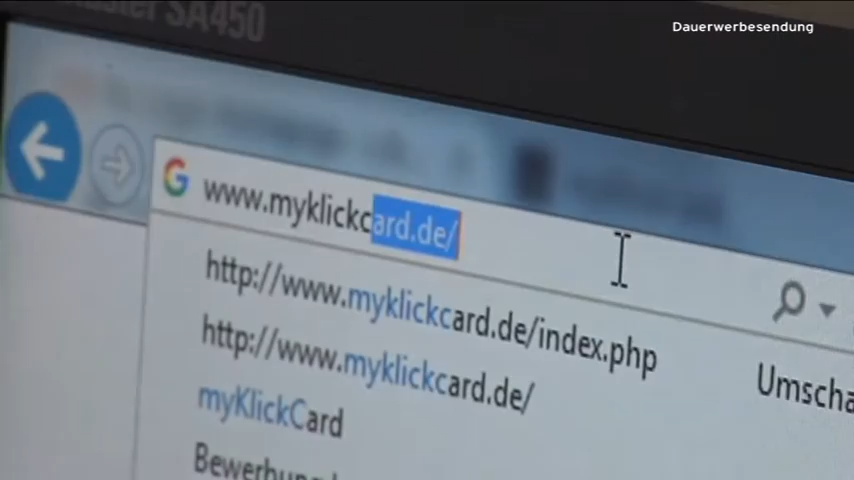 SA450
Dauerwerbesendung
www.myklickcard.de/
http://www.myklickcard.de/index.php
http://www.myklickcard.de/
Umscha
myKlickCard